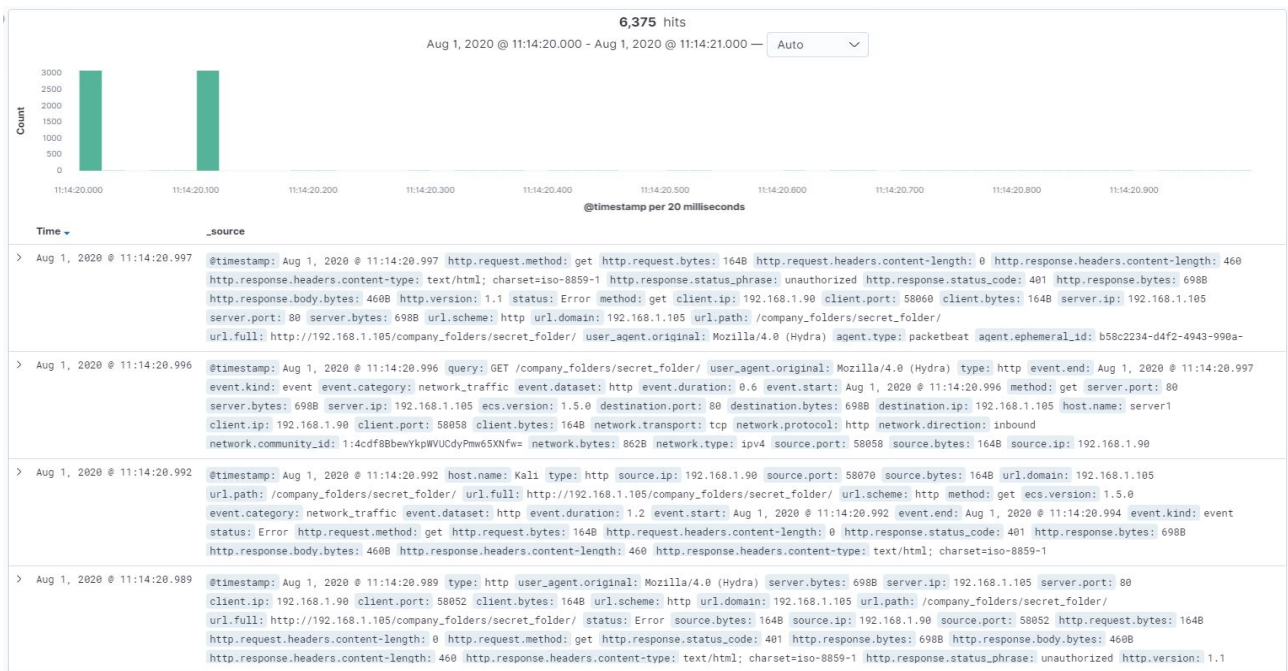 6,375 hits
Aug 1, 2020 @ 11:14:20.000 - Aug 1, 2020 @ 11:14:21.000 — Auto
3000
2500
2000
1500
1000
500
0
Count
11:14:20.000 11:14:20.100 11:14:20.200 11:14:20.300 11:14:20.400 11:14:20.500 11:14:20.600 11:14:20.700 11:14:20.800 11:14:20.900
@timestamp per 20 milliseconds
Time _source
> Aug 1, 2020 @ 11:14:20.997 @timestamp: Aug 1, 2020 @ 11:14:20.997 http.request.method: get http.request.bytes: 164B http.request.headers.content-length: 0 http.response.headers.content-length: 460
http.response.headers.content-type: text/html; charset=iso-8859-1 http.response.status_phrase: unauthorized http.response.status_code: 401 http.response.bytes: 698B
http.response.body.bytes: 460B http.version: 1.1 status: Error method: get client.ip: 192.168.1.90 client.port: 58060 client.bytes: 164B server.ip: 192.168.1.105
server.port: 80 server.bytes: 698B url.scheme: http url.domain: 192.168.1.105 url.path: /company_folders/secret_folder/
url.full: http://192.168.1.105/company_folders/secret_folder/ user_agent.original: Mozilla/4.0 (Hydra) agent.type: packetbeat agent.ephemeral_id: b58c2234-d4f2-4943-990a-
> Aug 1, 2020 @ 11:14:20.996 @timestamp: Aug 1, 2020 @ 11:14:20.996 query: GET /company_folders/secret_folder/ user_agent.original: Mozilla/4.0 (Hydra) type: http event.end: Aug 1, 2020 @ 11:14:20.997
event.kind: event event.category: network_traffic event.dataset: http event.duration: 0.6 event.start: Aug 1, 2020 @ 11:14:20.996 method: get server.port: 80
server.bytes: 698B server.ip: 192.168.1.105 ecs.version: 1.5.0 destination.port: 80 destination.bytes: 698B destination.ip: 192.168.1.105 host.name: server1
client.ip: 192.168.1.90 client.port: 58058 client.bytes: 164B network.transport: tcp network.protocol: http network.direction: inbound
network.community_id: 1:4cdf8BbewYkpWVUCdyPmw65XNfw= network.bytes: 862B network.type: ipv4 source.port: 58058 source.bytes: 164B source.ip: 192.168.1.90
> Aug 1, 2020 @ 11:14:20.992 @timestamp: Aug 1, 2020 @ 11:14:20.992 host.name: Kali type: http source.ip: 192.168.1.90 source.port: 58070 source.bytes: 164B url.domain: 192.168.1.105
url.path: /company_folders/secret_folder/ url.full: http://192.168.1.105/company_folders/secret_folder/ url.scheme: http method: get ecs.version: 1.5.0
event.category: network_traffic event.dataset: http event.duration: 1.2 event.start: Aug 1, 2020 @ 11:14:20.992 event.end: Aug 1, 2020 @ 11:14:20.994 event.kind: event
status: Error http.request.method: get http.request.bytes: 164B http.request.headers.content-length: 0 http.response.status_code: 401 http.response.bytes: 698B
http.response.body.bytes: 460B http.response.headers.content-length: 460 http.response.headers.content-type: text/html; charset=iso-8859-1
> Aug 1, 2020 @ 11:14:20.989 @timestamp: Aug 1, 2020 @ 11:14:20.989 type: http user_agent.original: Mozilla/4.0 (Hydra) server.bytes: 698B server.ip: 192.168.1.105 server.port: 80
client.ip: 192.168.1.90 client.port: 58052 client.bytes: 164B url.scheme: http url.domain: 192.168.1.105 url.path: /company_folders/secret_folder/
url.full: http://192.168.1.105/company_folders/secret_folder/ status: Error source.bytes: 164B source.ip: 192.168.1.90 source.port: 58052 http.request.bytes: 164B
http.request.headers.content-length: 0 http.request.method: get http.response.status_code: 401 http.response.bytes: 698B http.response.body.bytes: 460B
http.response.headers.content-length: 460 http.response.headers.content-type: text/html; charset=iso-8859-1 http.response.status_phrase: unauthorized http.version: 1.1